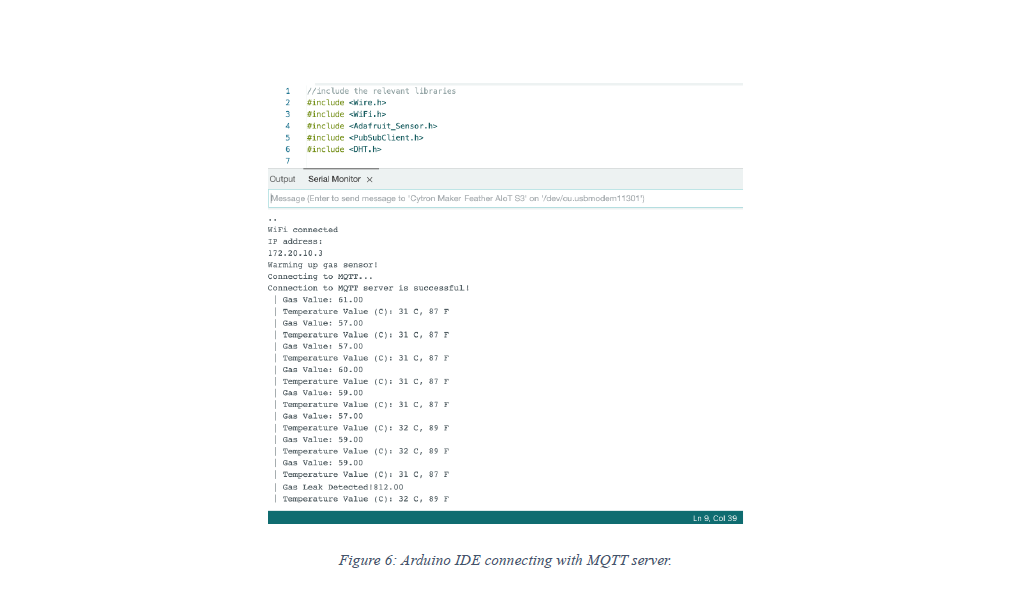 1 //include the relevant libraries
2 #include <Wire.h>
3 #include <WiFi.h>
4 #include <Adafruit_Sensor.h>
5 #include <PubSubClient.h>
6 #include <DHT.h>
7
Output Serial Monitor ×
Message (Enter to send message to 'Cytron Maker Feather AIoT S3' on '/dev/cu.usbmodem11301')
..
WiFi connected
IP address:
172.20.10.3
Warming up gas sensor!
Connecting to MQTT...
Connection to MQTT server is successful!
| Gas Value: 61.00
| Temperature Value (C): 31 C, 87 F
| Gas Value: 57.00
| Temperature Value (C): 31 C, 87 F
| Gas Value: 57.00
| Temperature Value (C): 31 C, 87 F
| Gas Value: 60.00
| Temperature Value (C): 31 C, 87 F
| Gas Value: 59.00
| Temperature Value (C): 31 C, 87 F
| Gas Value: 57.00
| Temperature Value (C): 32 C, 89 F
| Gas Value: 59.00
| Temperature Value (C): 32 C, 89 F
| Gas Value: 59.00
| Temperature Value (C): 31 C, 87 F
| Gas Leak Detected!812.00
| Temperature Value (C): 32 C, 89 F
Ln 9, Col 39
Figure 6: Arduino IDE connecting with MQTT server.